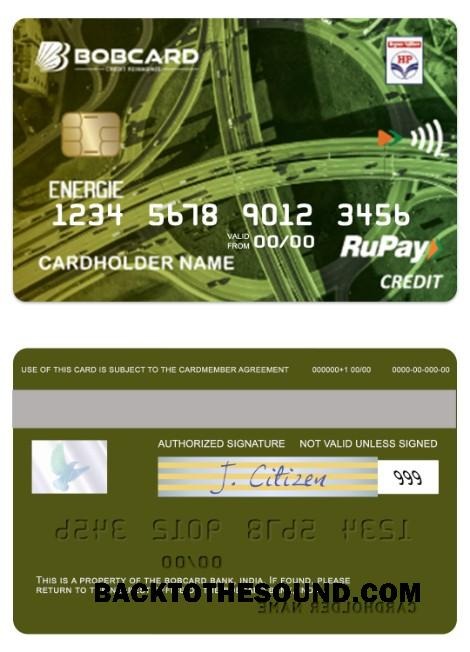 BOBCARD
CREDIT REIMAGINED
HP
ENERGIE
1234 5678 9012 3456
VALID FROM 00/00
RuPay
CARDHOLDER NAME
CREDIT
USE OF THIS CARD IS SUBJECT TO THE CARDMEMBER AGREEMENT 000000+1 00/00 0000-00-000-00
AUTHORIZED SIGNATURE NOT VALID UNLESS SIGNED
J. Citizen 999
1234 5678 9012 3456
00/00
THIS IS A PROPERTY OF THE BOBCARD BANK, INDIA. IF FOUND, PLEASE
RETURN TO
BACKTOTHESOUND.COM
CARDHOLDER NAME